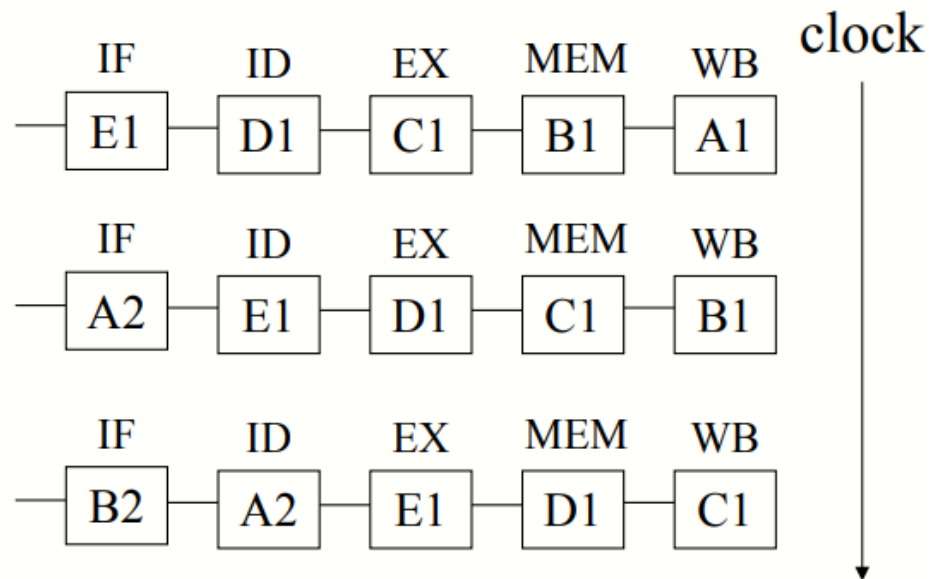 clock
IF ID EX MEM WB
E1 D1 C1 B1 A1
IF ID EX MEM WB
A2 E1 D1 C1 B1
IF ID EX MEM WB
B2 A2 E1 D1 C1